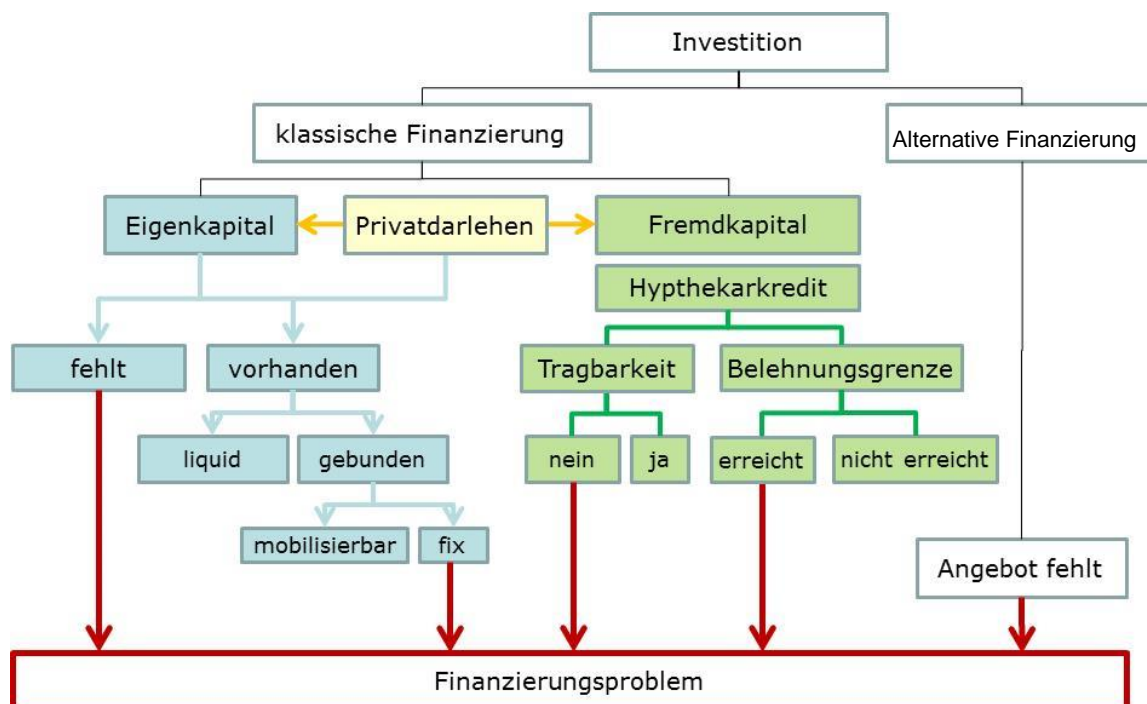 Investition
klassische Finanzierung
Alternative Finanzierung
Eigenkapital
Privatdarlehen
Fremdkapital
Hypthekarkredit
fehlt
vorhanden
Tragbarkeit
Belehnungsgrenze
liquid
gebunden
nein
ja
erreicht
nicht erreicht
mobilisierbar
fix
Angebot fehlt
Finanzierungsproblem